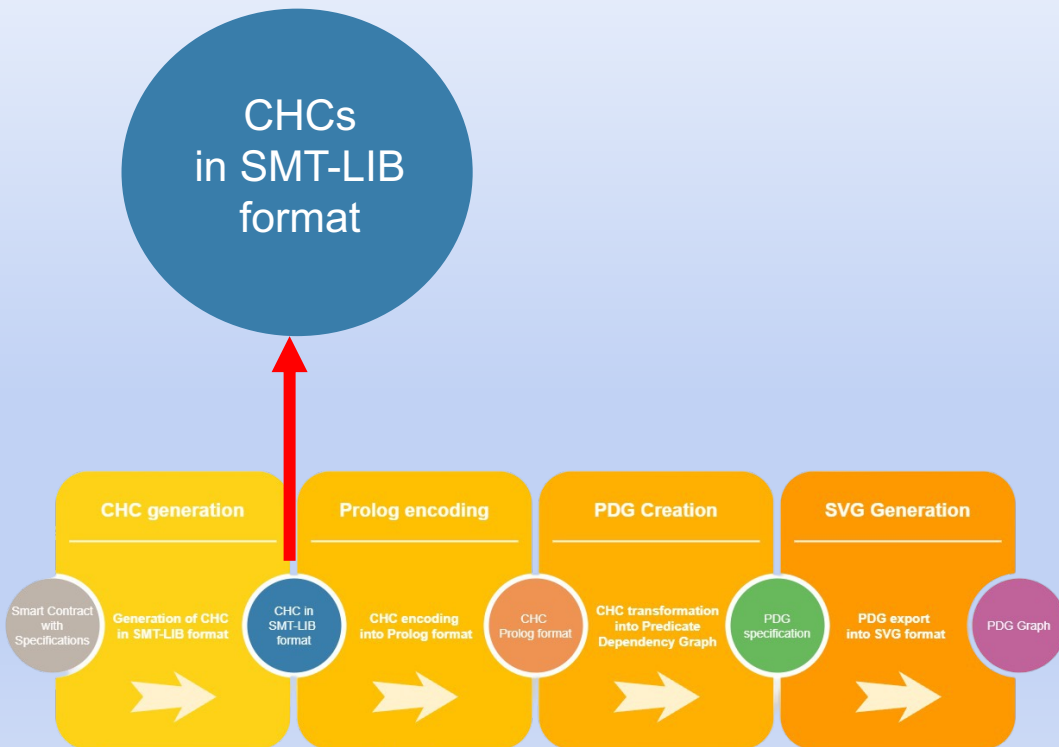 CHCs
in SMT-LIB
format
CHC generation
Prolog encoding
PDG Creation
SVG Generation
Smart Contract
with
Specifications
Generation of CHC
in SMT-LIB format
CHC in
SMT-LIB
format
CHC encoding
into Prolog format
CHC
Prolog format
CHC transformation
into Predicate
Dependency Graph
PDG
specification
PDG export
into SVG format
PDG Graph